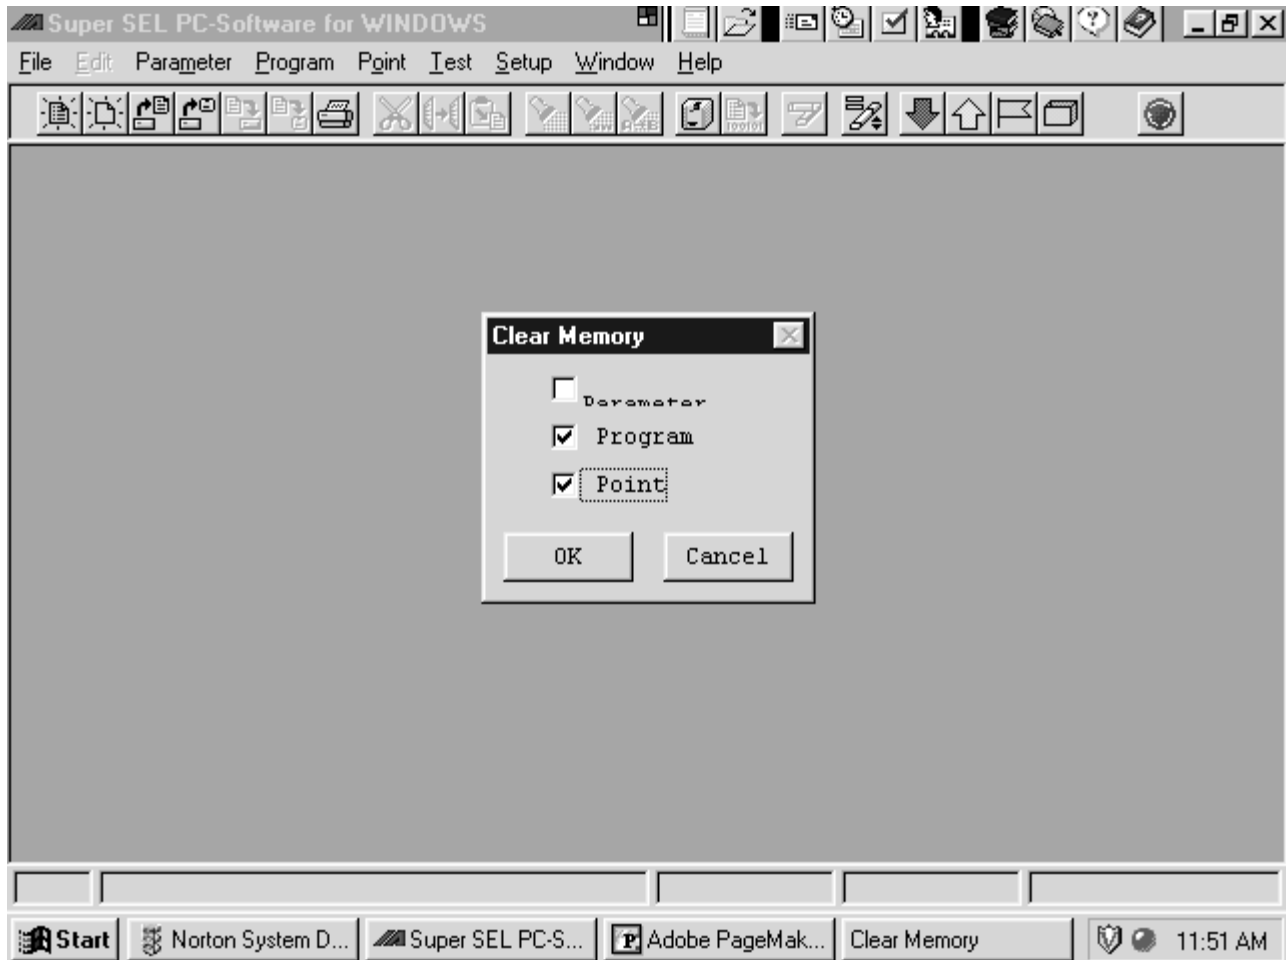 Super SEL PC-Software for WINDOWS
File Edit Parameter Program Point Test Setup Window Help
Clear Memory
Parameter
Program
Point
OK Cancel
Start Norton System D... Super SEL PC-S... Adobe PageMak... Clear Memory 11:51 AM